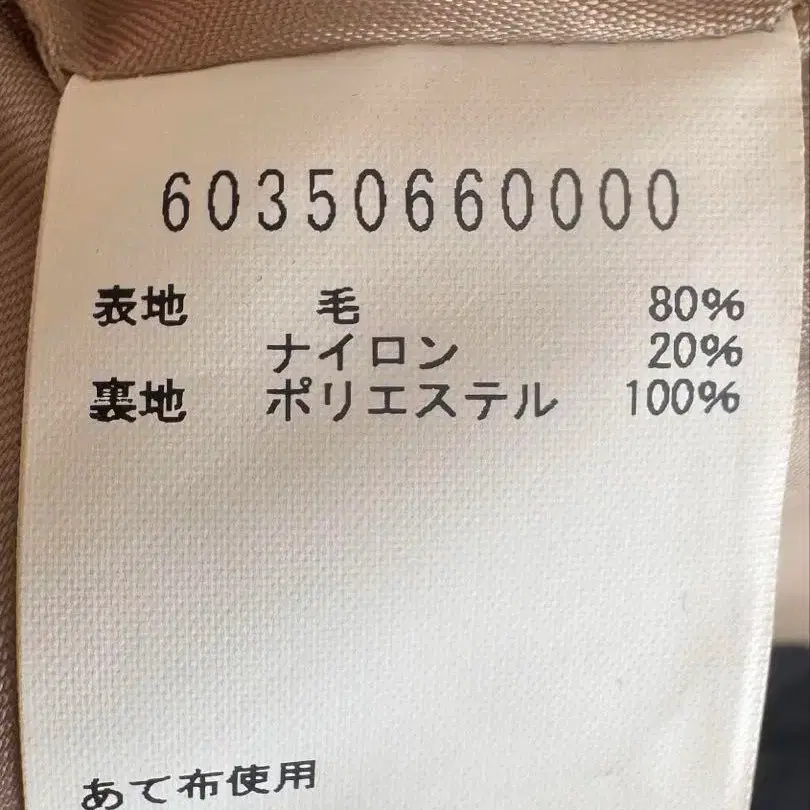 60350660000
表地 毛 80%
ナイロン 20%
裏地 ポリエステル 100%
あて布使用